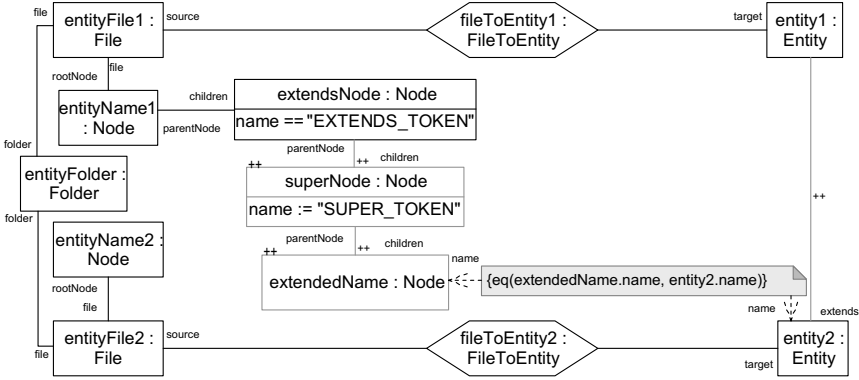 file
entityFile1 :
File
source
fileToEntity1 :
FileToEntity
target
entity1 :
Entity
file
rootNode
children
extendsNode : Node
name == "EXTENDS_TOKEN"
entityName1
: Node
parentNode
parentNode
++
++
children
folder
entityFolder :
Folder
folder
superNode : Node
name := "SUPER_TOKEN"
++
entityName2 :
Node
parentNode
++
++
children
name
extendedName : Node
{eq(extendedName.name, entity2.name)}
rootNode
file
name
extends
source
entityFile2 :
File
file
fileToEntity2 :
FileToEntity
target
entity2 :
Entity